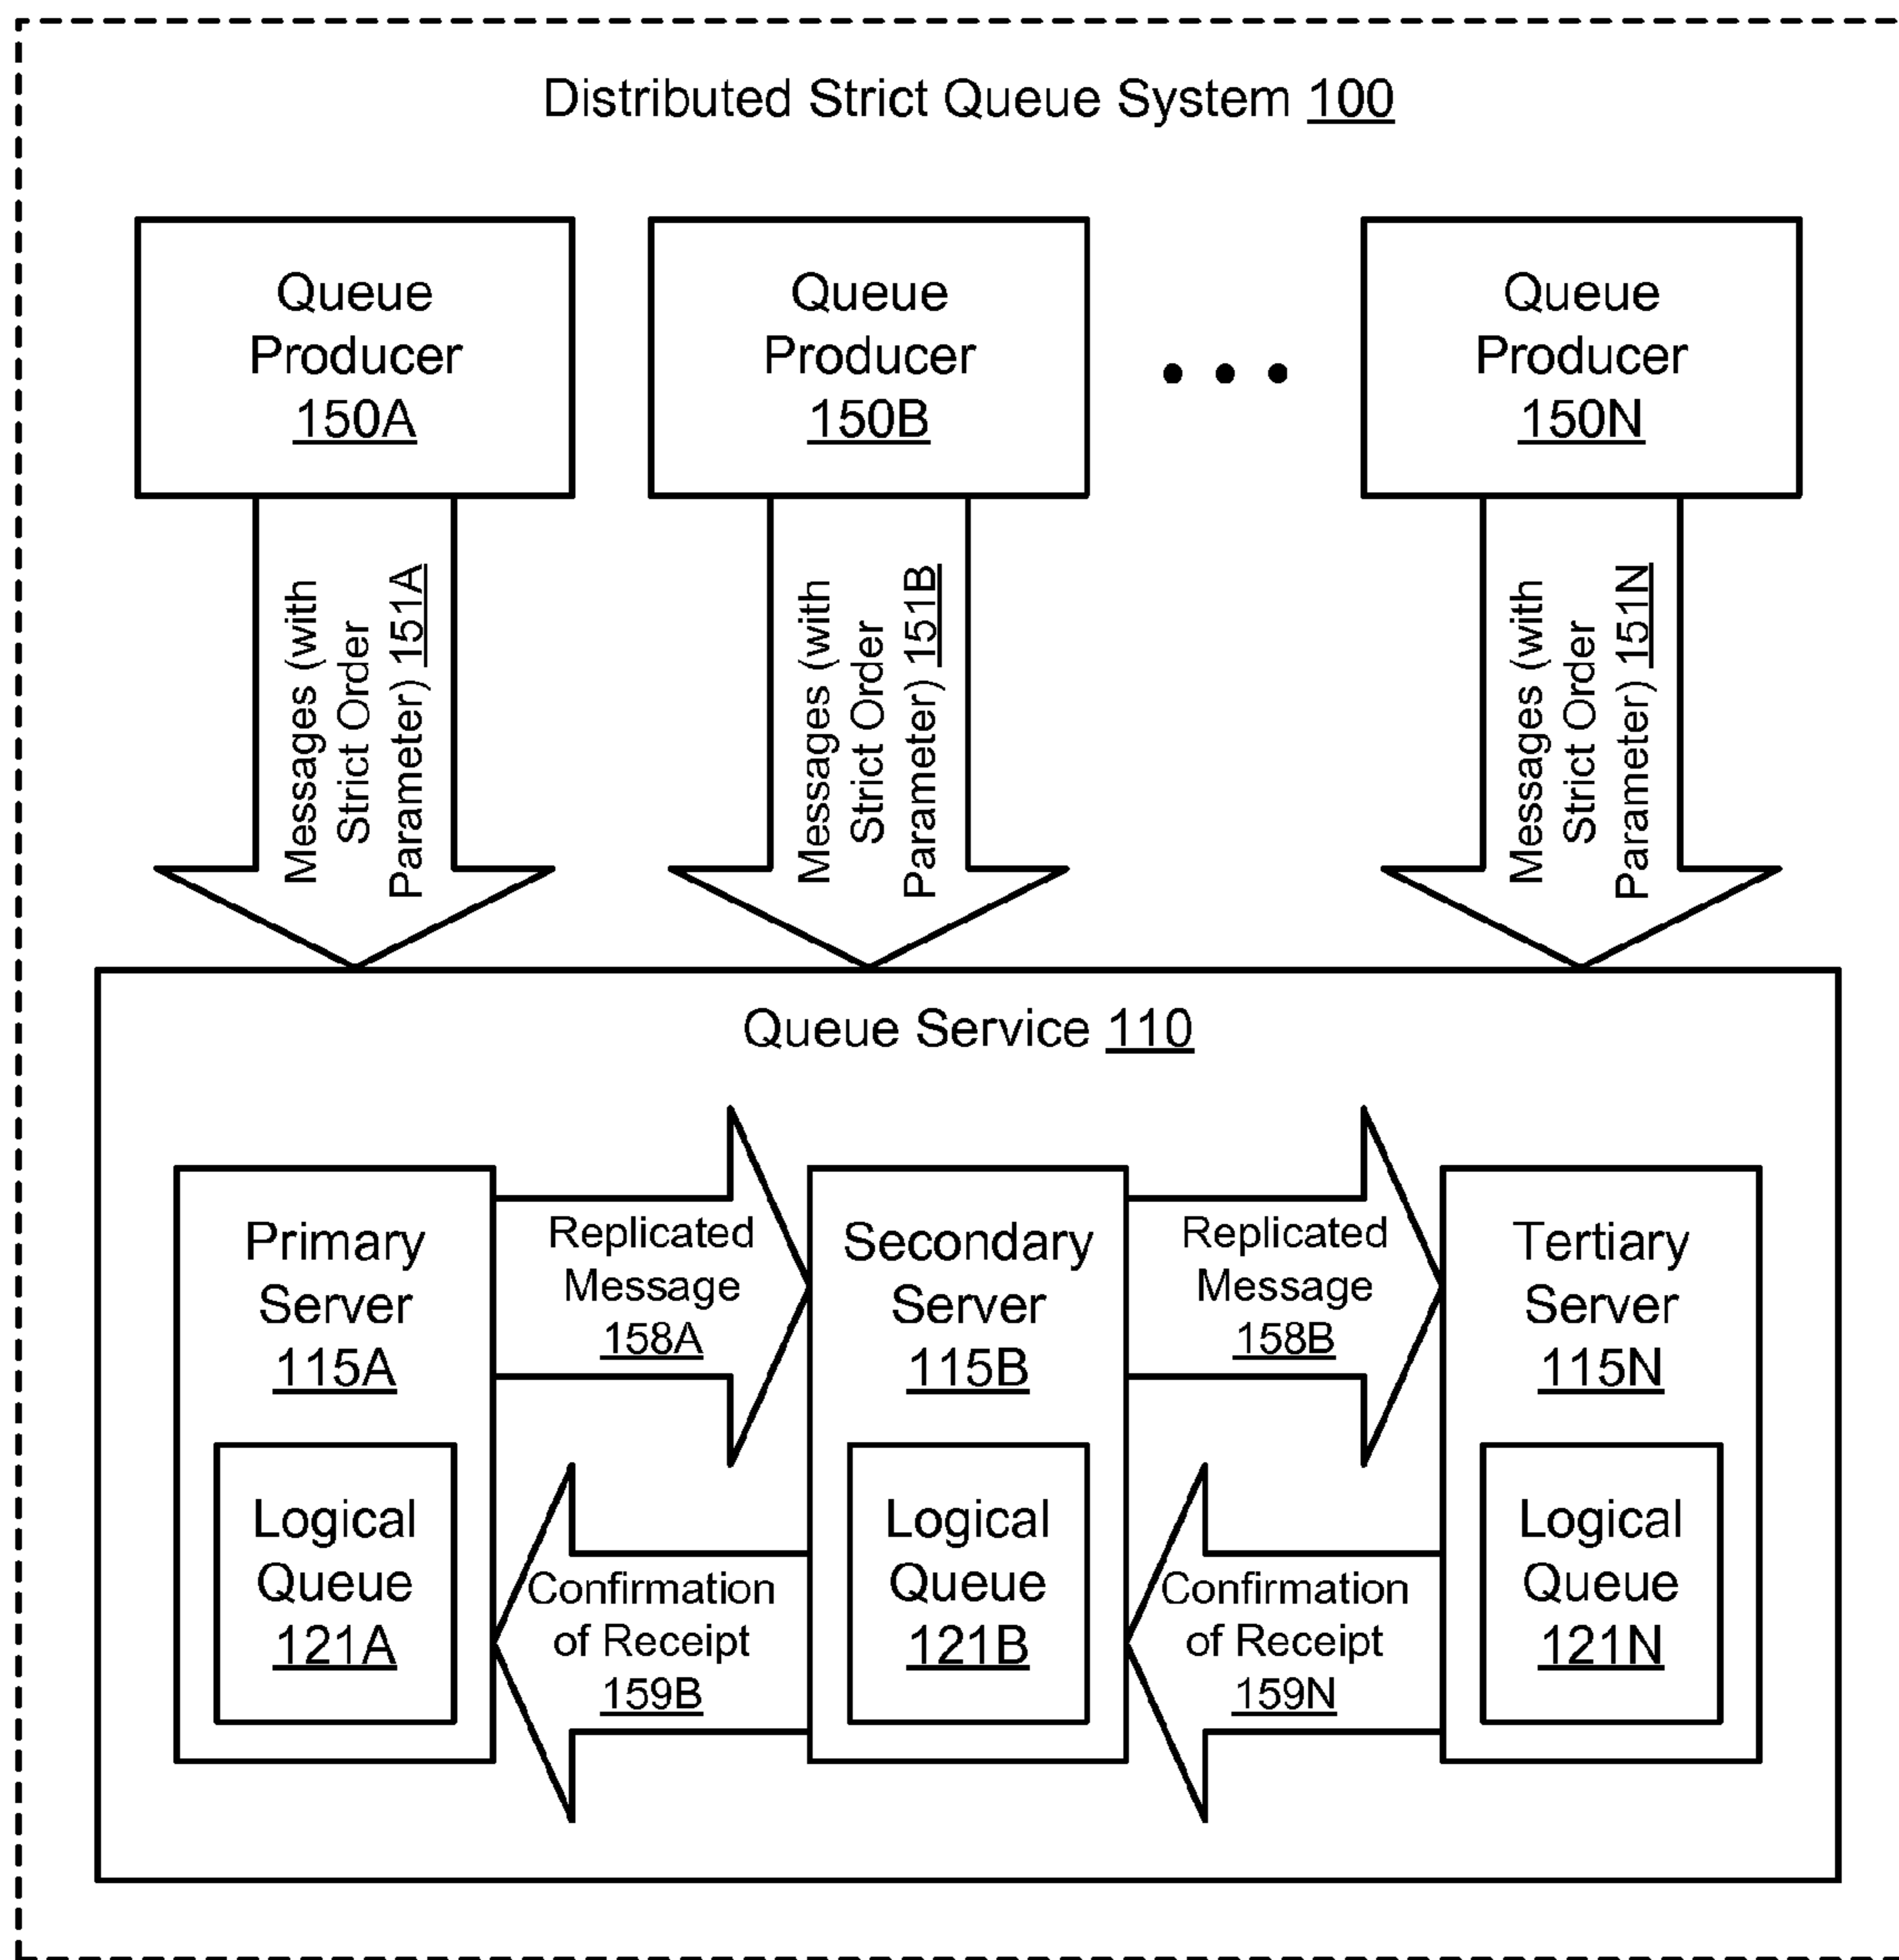 Distributed Strict Queue System 100
Queue
Producer
150A
Queue
Producer
150B
Queue
Producer
150N
Messages (with
Strict Order
Parameter) 151A
Messages (with
Strict Order
Parameter) 151B
Messages (with
Strict Order
Parameter) 151N
Queue Service 110
Primary
Server
115A
Replicated
Message
158A
Secondary
Server
115B
Replicated
Message
158B
Tertiary
Server
115N
Logical
Queue
121A
Confirmation
of Receipt
159B
Logical
Queue
121B
Confirmation
of Receipt
159N
Logical
Queue
121N